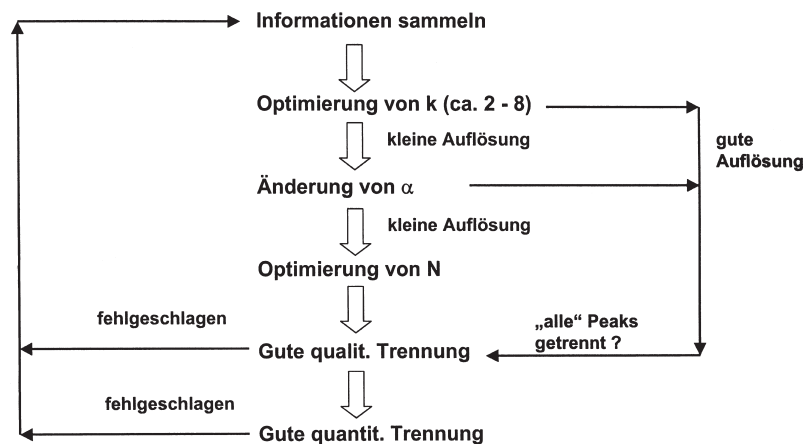 Informationen sammeln
Optimierung von k (ca. 2 - 8)
kleine Auflösung
gute
Auflösung
Änderung von α
kleine Auflösung
Optimierung von N
fehlgeschlagen
„alle“ Peaks
getrennt ?
Gute qualit. Trennung
fehlgeschlagen
Gute quantit. Trennung